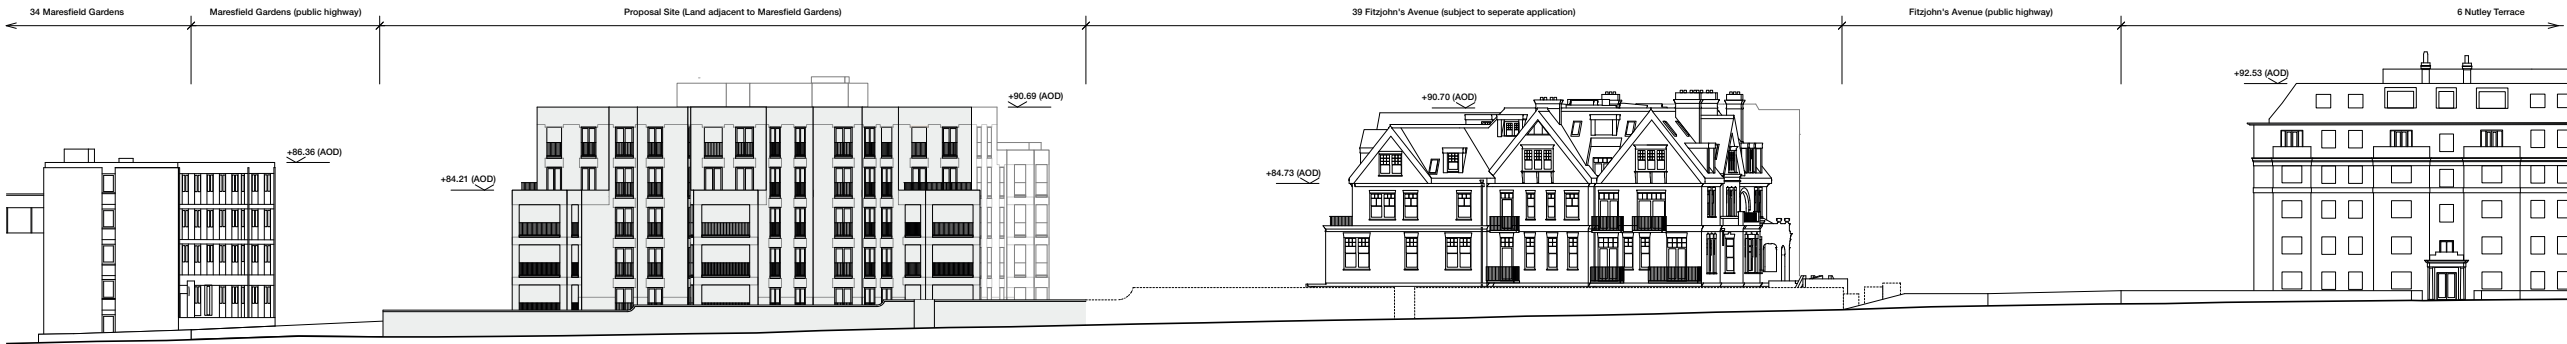 34 Maresfield Gardens
Maresfield Gardens (public highway)
Proposal Site (Land adjacent to Maresfield Gardens)
39 Fitzjohn's Avenue (subject to seperate application)
Fitzjohn's Avenue (public highway)
6 Nutley Terrace
+86.36 (AOD)
+84.21 (AOD)
+90.69 (AOD)
+84.73 (AOD)
+90.70 (AOD)
+92.53 (AOD)